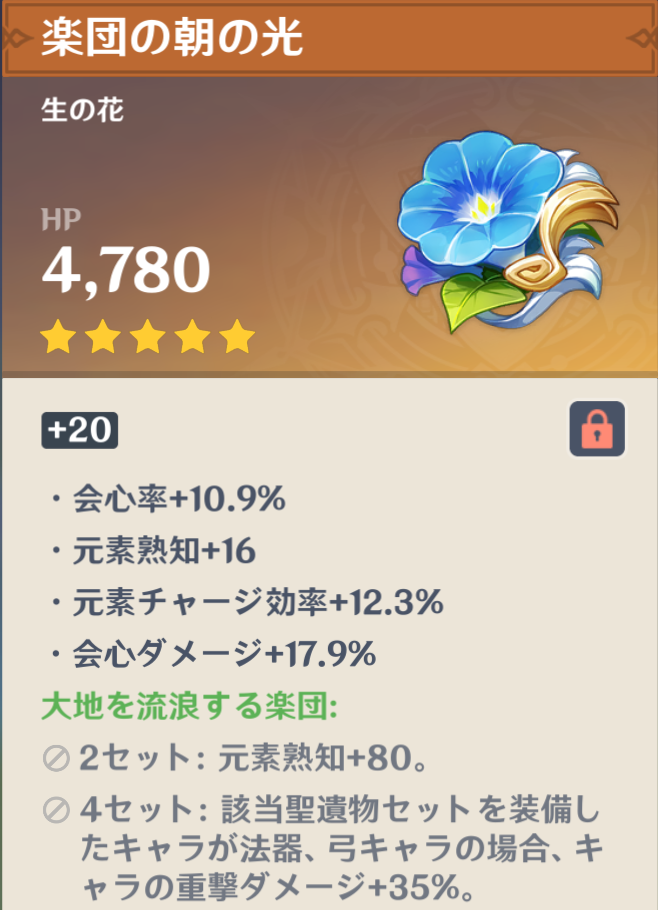 楽団の朝の光
生の花
HP
4,780
+20
・会心率+10.9%
・元素熟知+16
・元素チャージ効率+12.3%
・会心ダメージ+17.9%
大地を流浪する楽団:
2セット: 元素熟知+80。
4セット: 該当聖遺物セットを装備し
たキャラが法器、弓キャラの場合、キ
ャラの重撃ダメージ+35%。